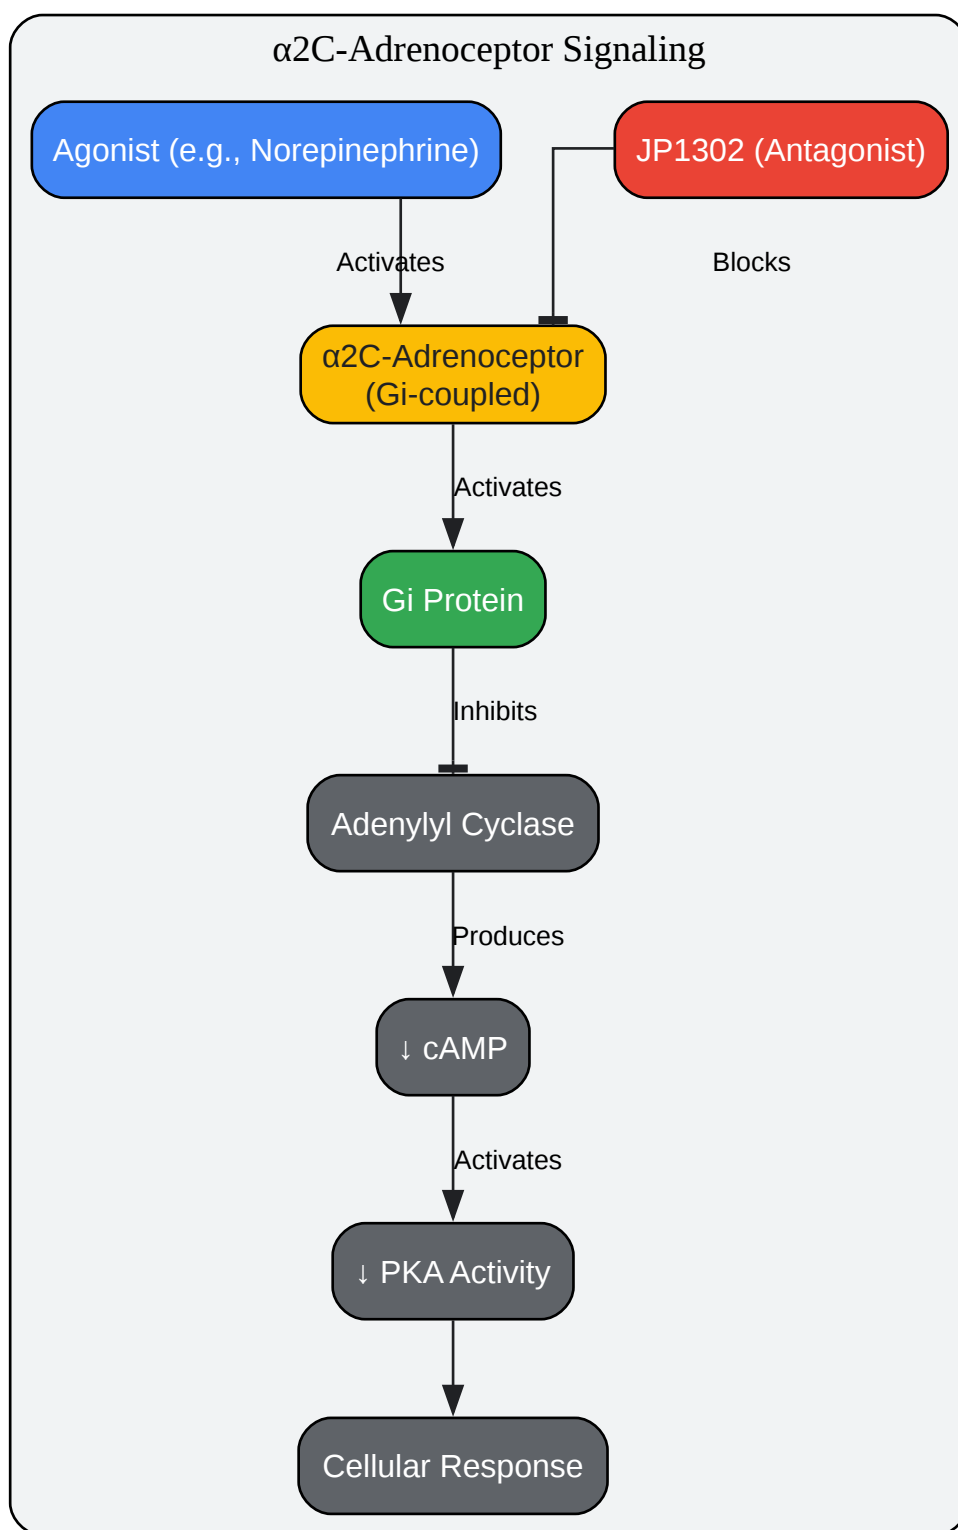 α2C-Adrenoceptor Signaling
Agonist (e.g., Norepinephrine)
JP1302 (Antagonist)
Activates
Blocks
α2C-Adrenoceptor
(Gi-coupled)
Activates
Gi Protein
Inhibits
Adenylyl Cyclase
Produces
↓ cAMP
Activates
↓ PKA Activity
Cellular Response